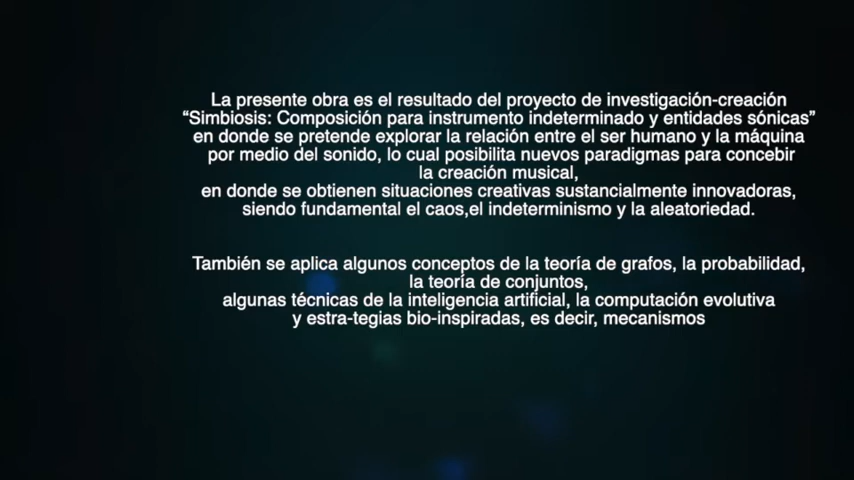 La presente obra es el resultado del proyecto de investigación-creación
“Simbiosis: Composición para instrumento indeterminado y entidades sónicas”
en donde se pretende explorar la relación entre el ser humano y la máquina
por medio del sonido, lo cual posibilita nuevos paradigmas para concebir
la creación musical,
en donde se obtienen situaciones creativas sustancialmente innovadoras,
siendo fundamental el caos,el indeterminismo y la aleatoriedad.
También se aplica algunos conceptos de la teoría de grafos, la probabilidad,
la teoría de conjuntos,
algunas técnicas de la inteligencia artificial, la computación evolutiva
y estra-tegias bio-inspiradas, es decir, mecanismos